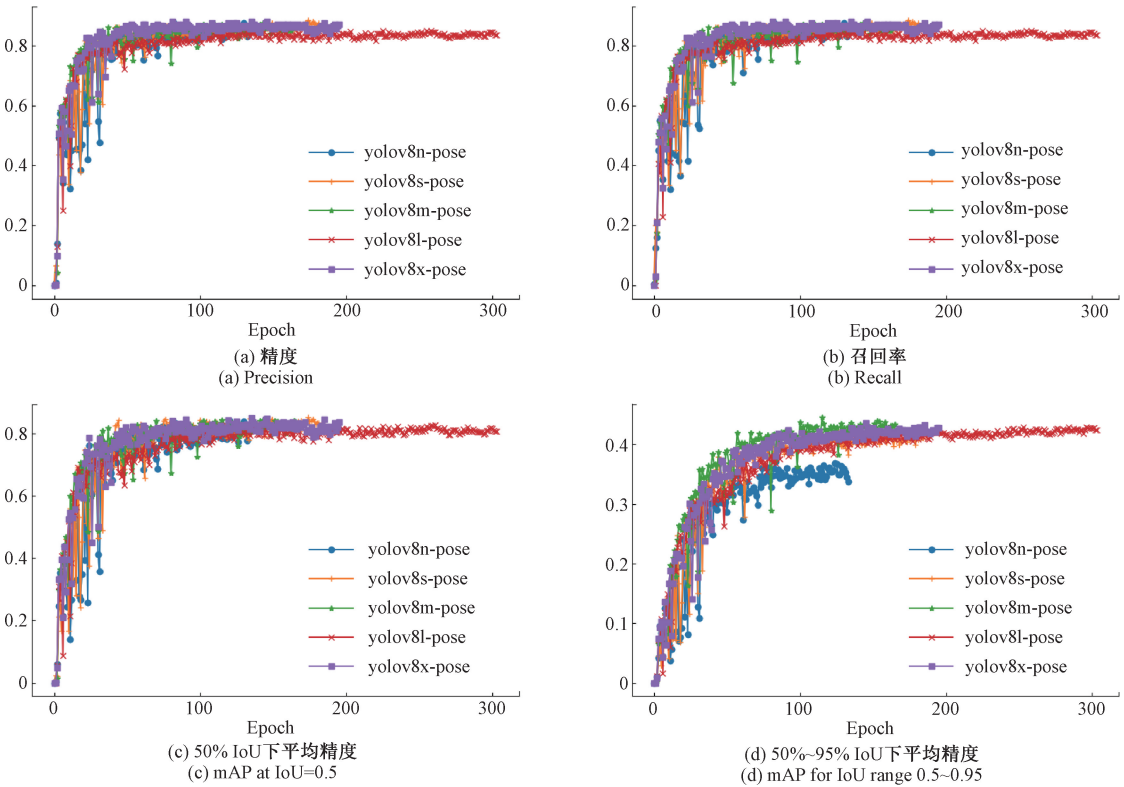 0.8
0.6
0.4
0.2
0
yolov8n-pose
yolov8s-pose
yolov8m-pose
yolov8l-pose
yolov8x-pose
0 100 200 300
Epoch
(a) 精度
(a) Precision
0.8
0.6
0.4
0.2
0
yolov8n-pose
yolov8s-pose
yolov8m-pose
yolov8l-pose
yolov8x-pose
0 100 200 300
Epoch
(b) 召回率
(b) Recall
0.8
0.6
0.4
0.2
0
yolov8n-pose
yolov8s-pose
yolov8m-pose
yolov8l-pose
yolov8x-pose
0 100 200 300
Epoch
(c) 50% IoU下平均精度
(c) mAP at IoU=0.5
0.4
0.3
0.2
0.1
0
yolov8n-pose
yolov8s-pose
yolov8m-pose
yolov8l-pose
yolov8x-pose
0 100 200 300
Epoch
(d) 50%~95% IoU下平均精度
(d) mAP for IoU range 0.5~0.95